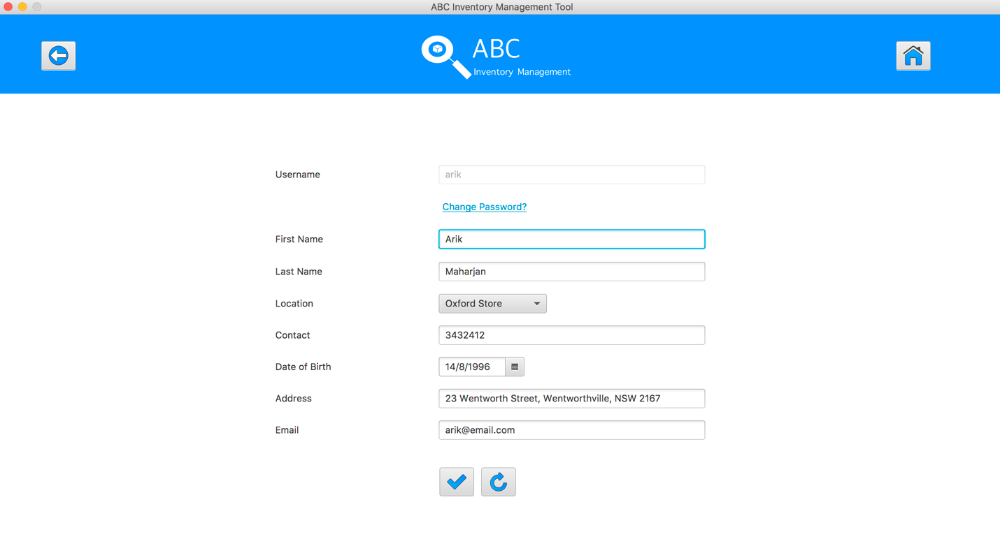 ABC Inventory Management Tool
ABC
Inventory Management
Username arik
Change Password?
First Name Arik
Last Name Maharjan
Location Oxford Store
Contact 3432412
Date of Birth 14/8/1996
Address 23 Wentworth Street, Wentworthville, NSW 2167
Email arik@email.com